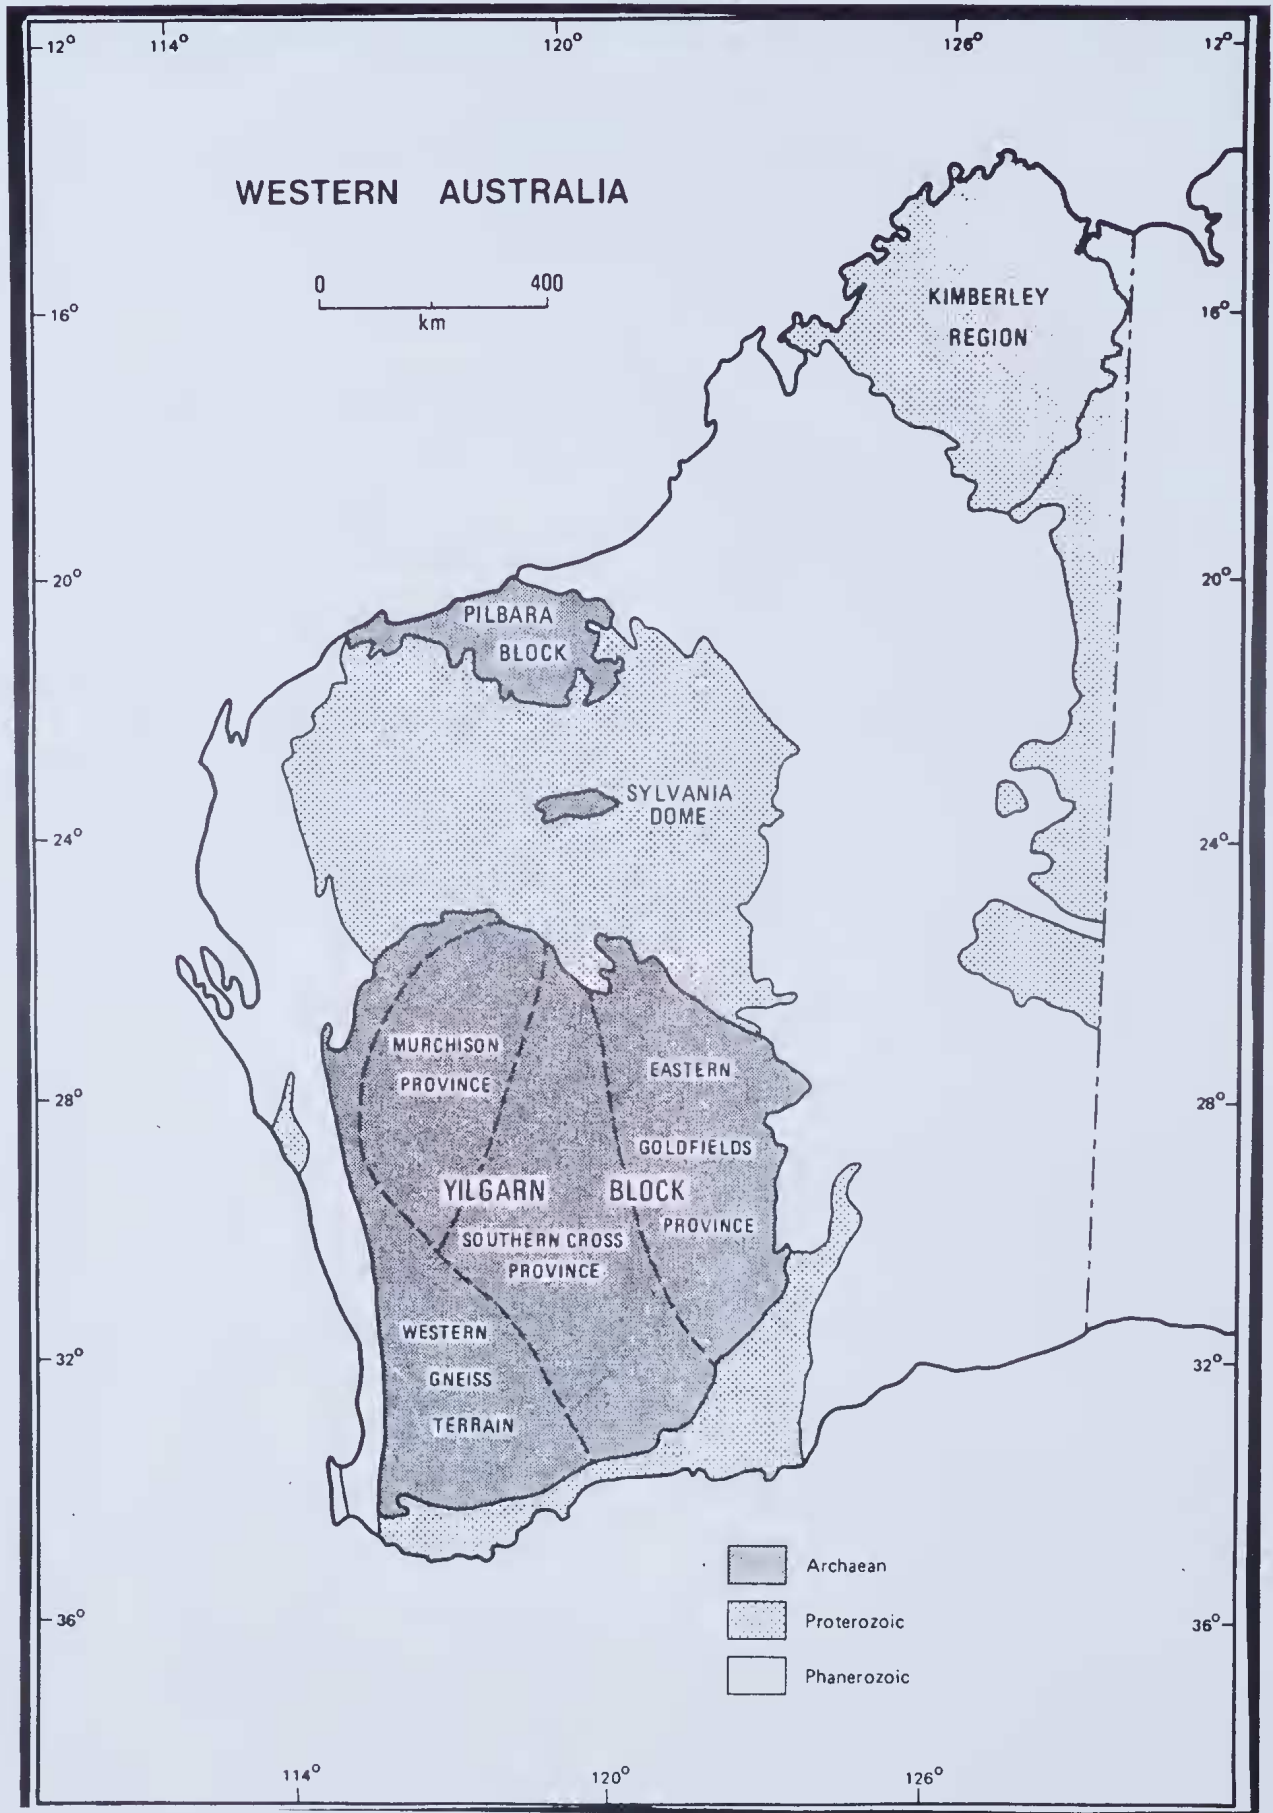 114°
120°
126°
12°
12°
WESTERN AUSTRALIA
0 400
km
KIMBERLEY
REGION
16°
16°
20°
20°
PILBARA
BLOCK
SYLVANIA
DOME
24°
24°
MURCHISON
PROVINCE
EASTERN
GOLDFIELDS
PROVINCE
28°
28°
YILGARN BLOCK
SOUTHERN CROSS
PROVINCE
WESTERN
GNEISS
TERRAIN
32°
32°
Archaean
Proterozoic
Phanerozoic
36°
36°
114°
120°
126°